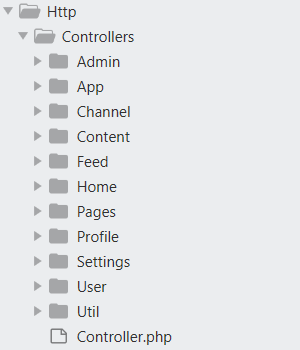 Http
Controllers
Admin
App
Channel
Content
Feed
Home
Pages
Profile
Settings
User
Util
Controller.php